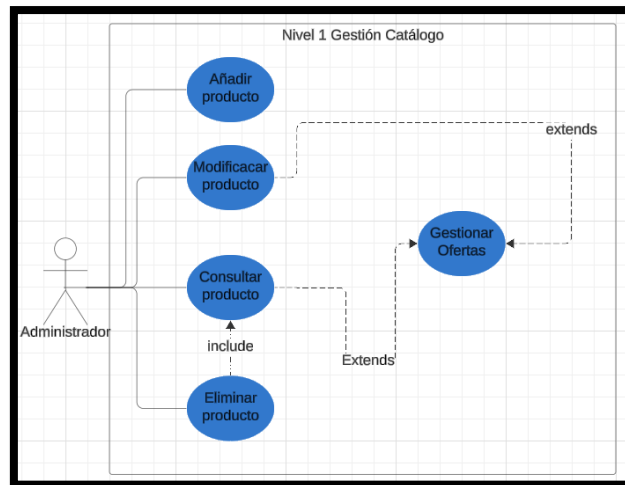 Nivel 1 Gestión Catálogo
Añadir
producto
extends
Modificacar
producto
Gestionar
Ofertas
Consultar
producto
Administrador
include
Extends
Eliminar
producto